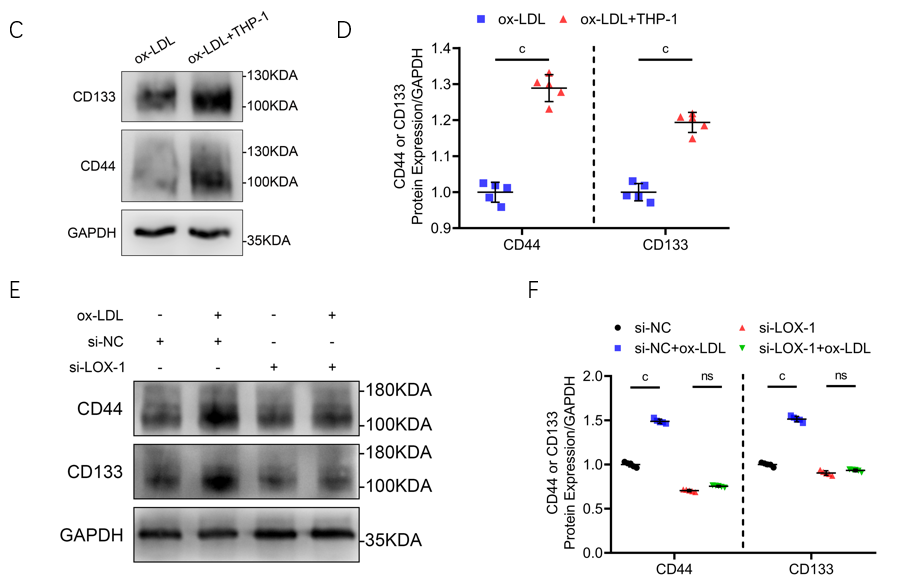 C
ox-LDL
ox-LDL+THP-1
CD133
-130KDA
-100KDA
CD44
-130KDA
-100KDA
GAPDH
-35KDA
D
ox-LDL ox-LDL+THP-1
CD44 or CD133
Protein Expression/GAPDH
1.4
1.3
1.2
1.1
1.0
0.9
c
c
CD44 CD133
E
ox-LDL - + - +
si-NC + + - -
si-LOX-1 - - + +
CD44
-180KDA
-100KDA
CD133
-180KDA
-100KDA
GAPDH
-35KDA
F
si-NC si-LOX-1
si-NC+ox-LDL si-LOX-1+ox-LDL
CD44 or CD133
Protein Expression/GAPDH
2.0
1.5
1.0
0.5
0.0
c ns c ns
CD44 CD133